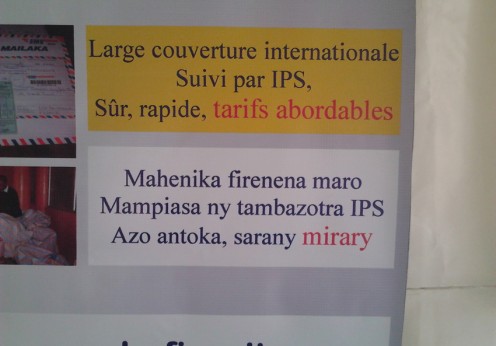 MAILAKA
Large couverture internationale
Suivi par IPS,
Sûr, rapide, tarifs abordables
Mahenika firenena maro
Mampiasa ny tambazotra IPS
Azo antoka, sarany mirary